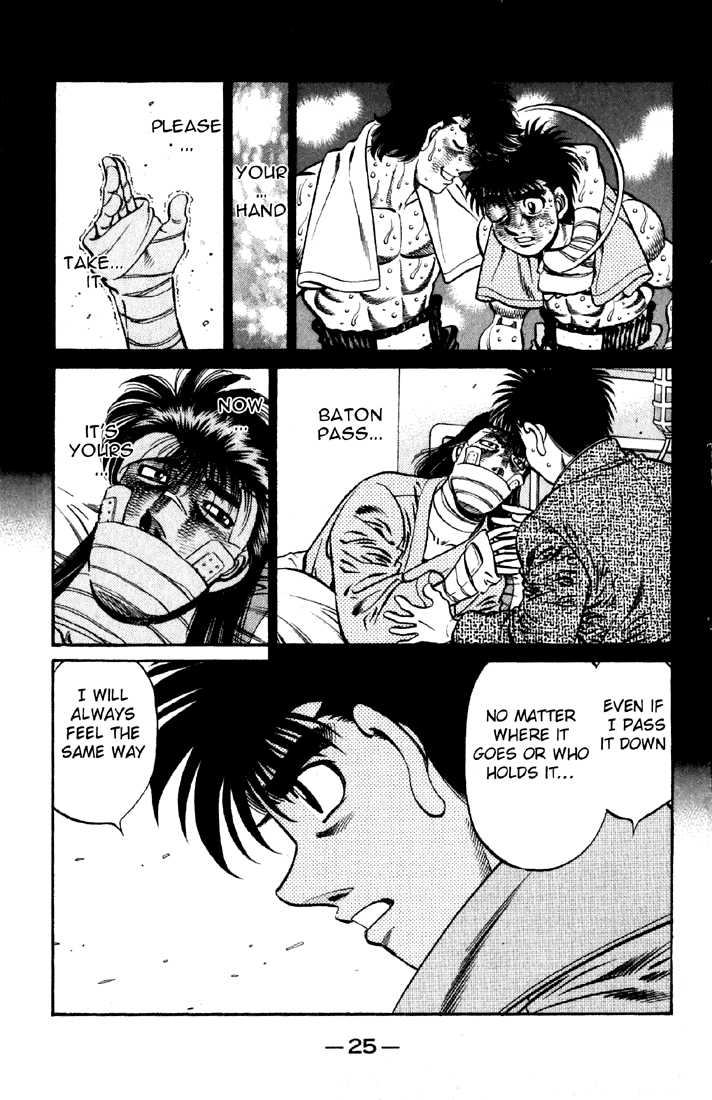 YOUR
...
HAND
PLEASE
...
TAKE...
IT
BATON
PASS...
NOW
...
IT'S
YOURS
...
EVEN IF
I PASS
IT DOWN
NO MATTER
WHERE IT
GOES OR WHO
HOLDS IT...
I WILL
ALWAYS
FEEL THE
SAME WAY
— 25 —